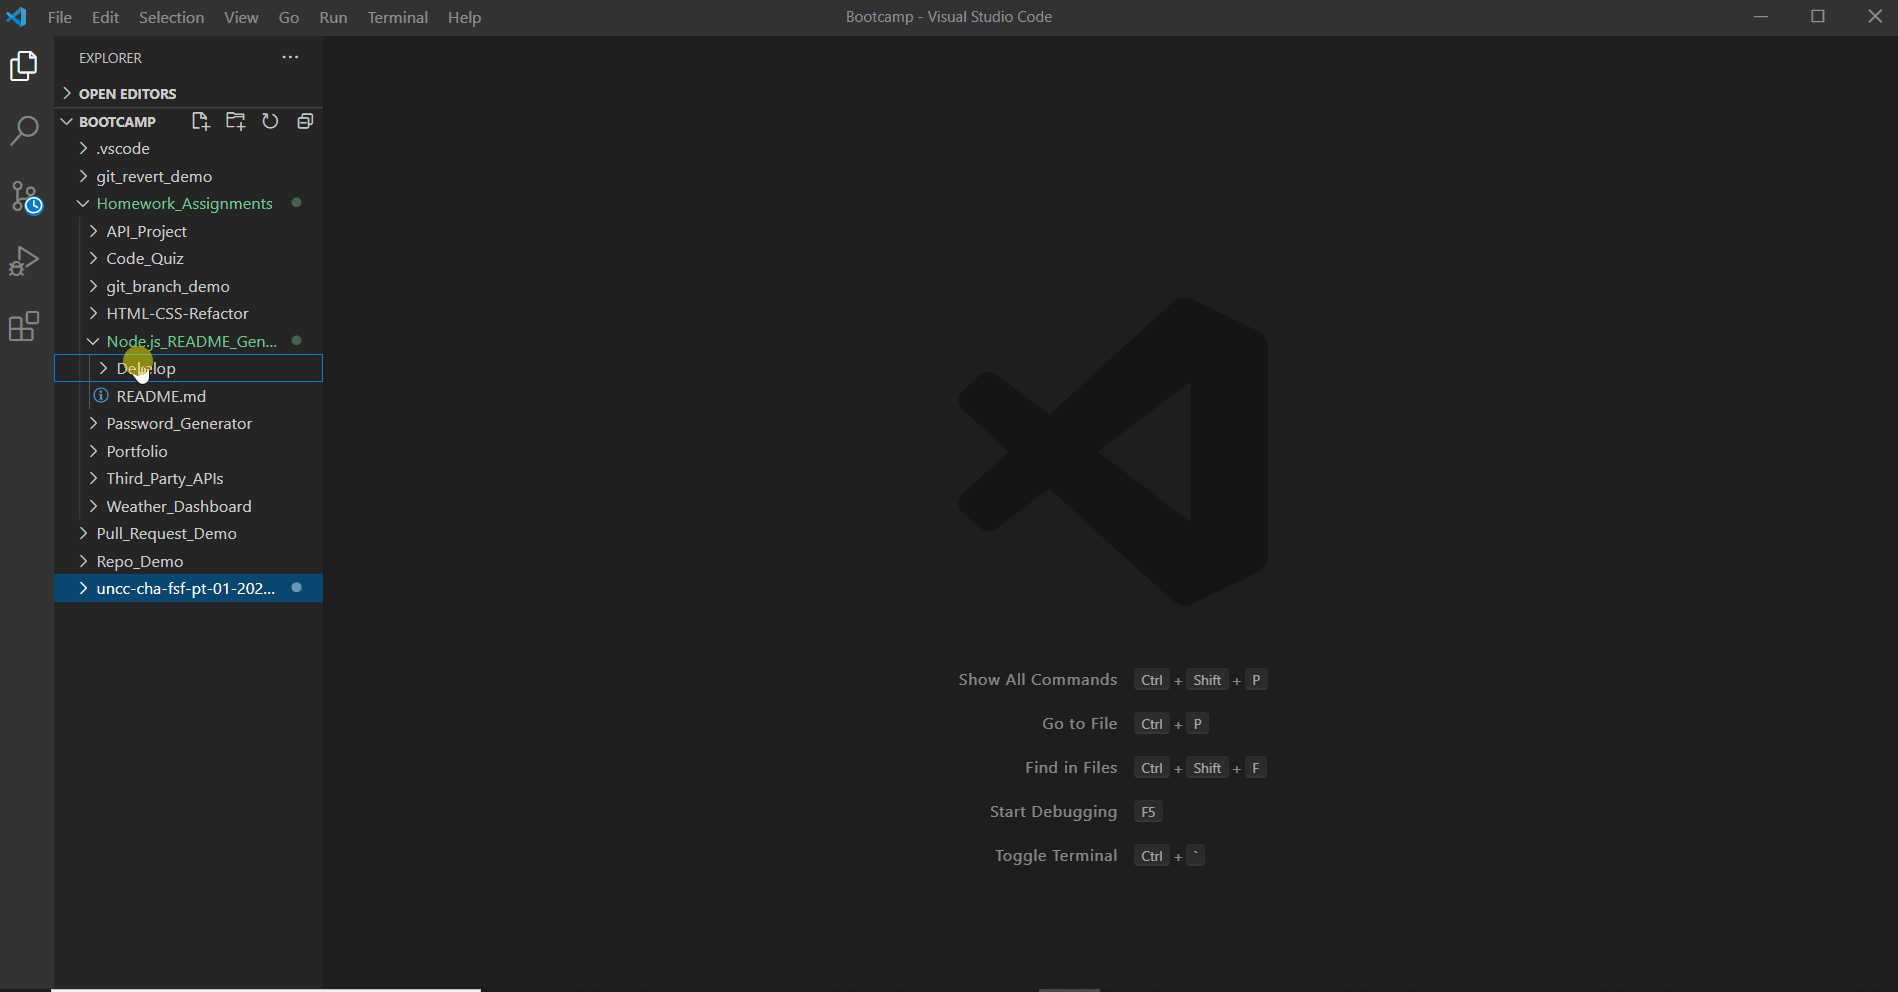 File Edit Selection View Go Run Terminal Help
Bootcamp - Visual Studio Code
EXPLORER
OPEN EDITORS
BOOTCAMP
.vscode
git_revert_demo
Homework_Assignments
API_Project
Code_Quiz
git_branch_demo
HTML-CSS-Refactor
Node.js_README_Gen...
Develop
README.md
Password_Generator
Portfolio
Third_Party_APIs
Weather_Dashboard
Pull_Request_Demo
Repo_Demo
uncc-cha-fsf-pt-01-202...
Show All Commands Ctrl + Shift + P
Go to File Ctrl + P
Find in Files Ctrl + Shift + F
Start Debugging F5
Toggle Terminal Ctrl + `